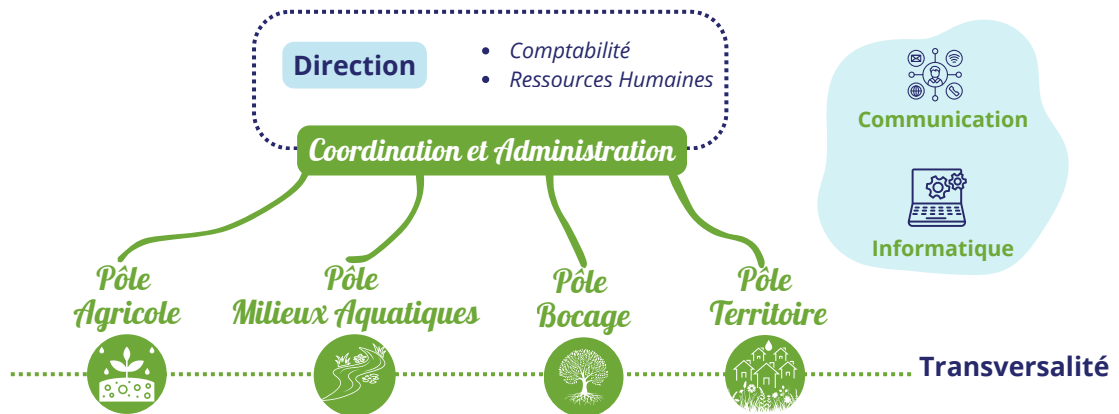 Direction
• Comptabilité
• Ressources Humaines
Coordination et Administration
Communication
Informatique
Pôle
Agricole
Pôle
Milieux Aquatiques
Pôle
Bocage
Pôle
Territoire
Transversalité